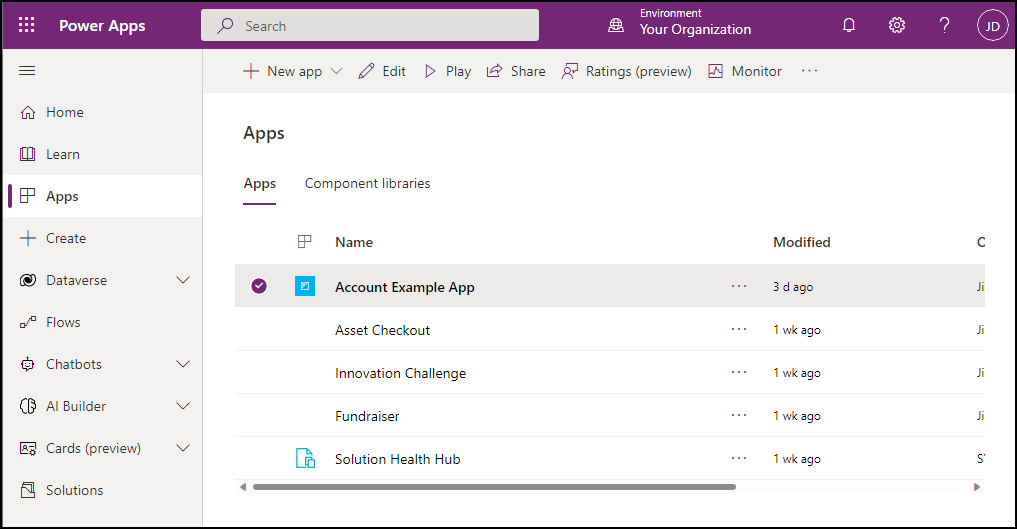 Power Apps
Search
Environment
Your Organization
JD
New app
Edit
Play
Share
Ratings (preview)
Monitor
Home
Learn
Apps
Create
Dataverse
Flows
Chatbots
AI Builder
Cards (preview)
Solutions
Apps
Apps Component libraries
Name Modified
Account Example App 3 d ago Ji
Asset Checkout 1 wk ago Ji
Innovation Challenge 1 wk ago Ji
Fundraiser 1 wk ago Ji
Solution Health Hub 1 wk ago